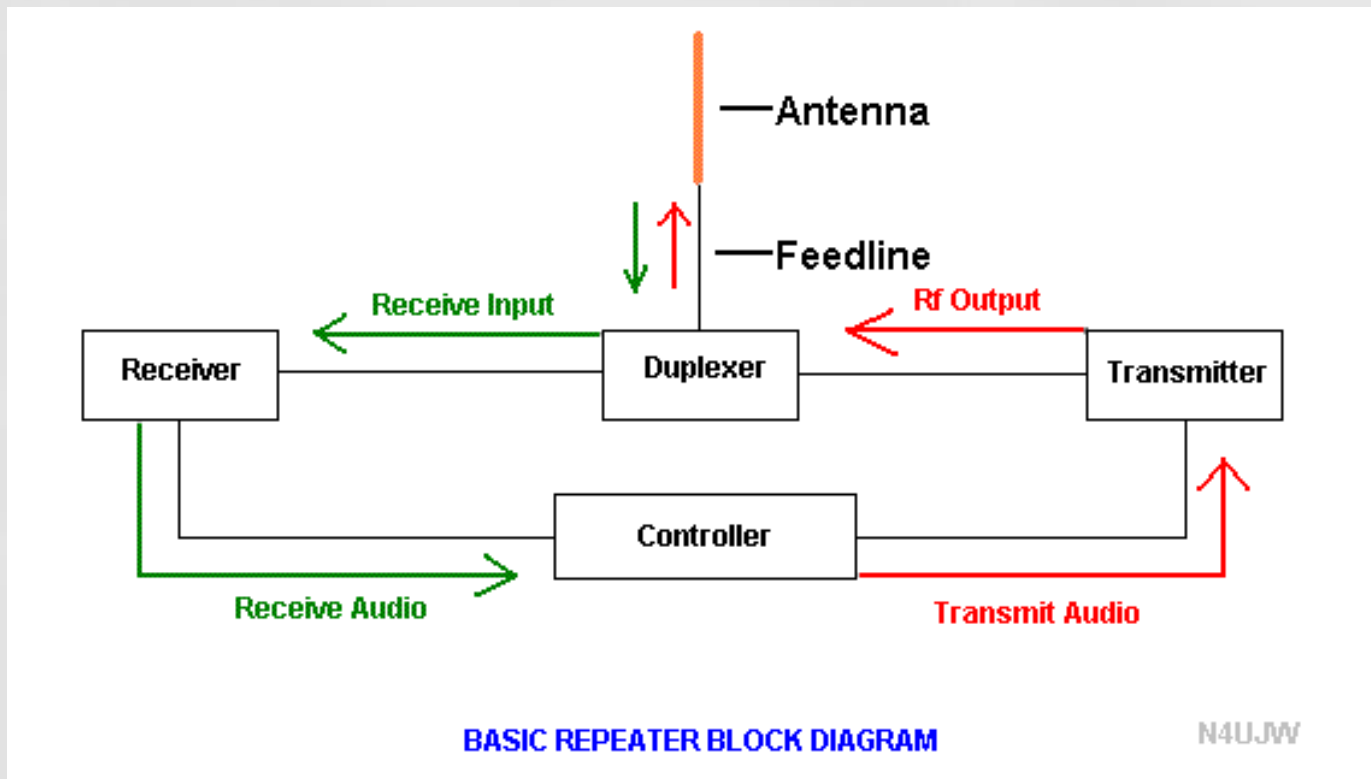 Antenna
Feedline
Receive Input
Rf Output
Receiver
Duplexer
Transmitter
Controller
Receive Audio
Transmit Audio
BASIC REPEATER BLOCK DIAGRAM
N4UJW